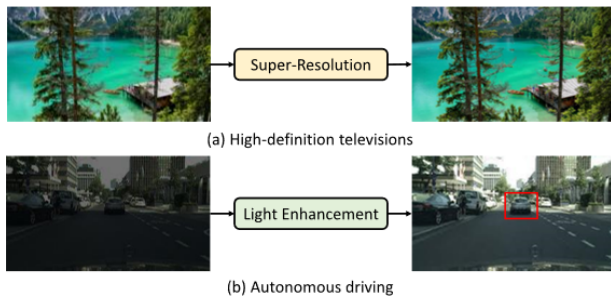 Super-Resolution
(a) High-definition televisions
Light Enhancement
(b) Autonomous driving